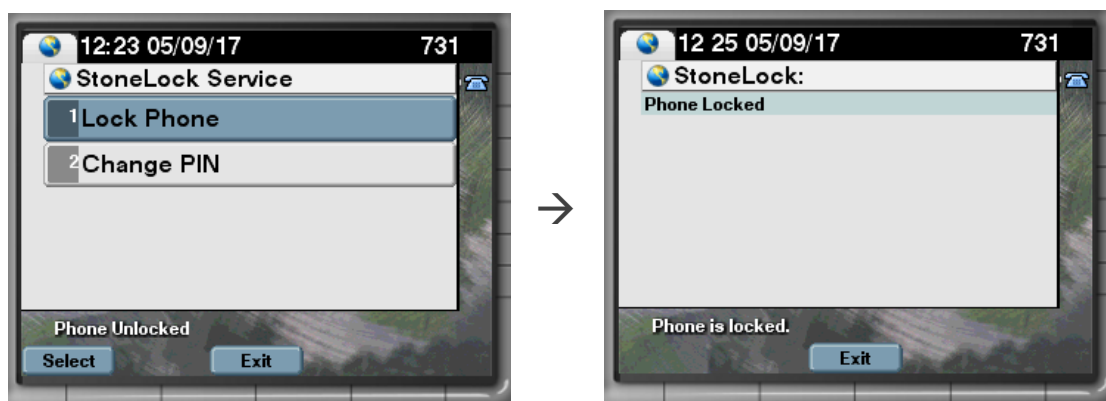 12:23 05/09/17 731
StoneLock Service
1 Lock Phone
2 Change PIN
Phone Unlocked
Select Exit
→
12 25 05/09/17 731
StoneLock:
Phone Locked
Phone is locked.
Exit